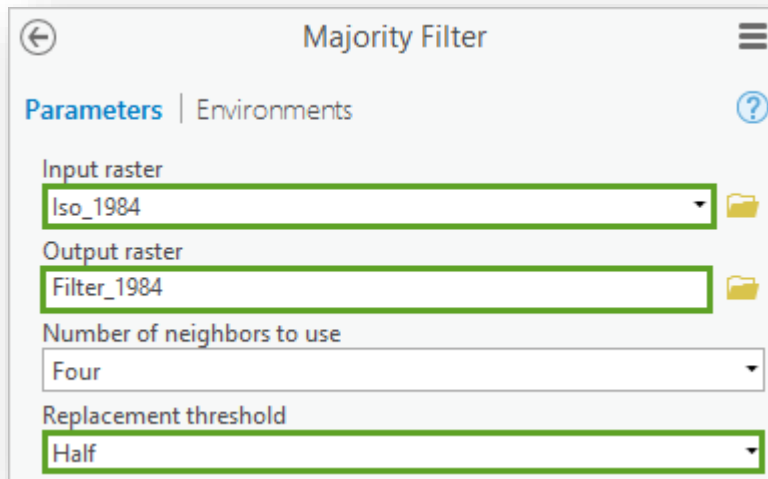 Majority Filter
Parameters | Environments
?
Input raster
Iso_1984
Output raster
Filter_1984
Number of neighbors to use
Four
Replacement threshold
Half